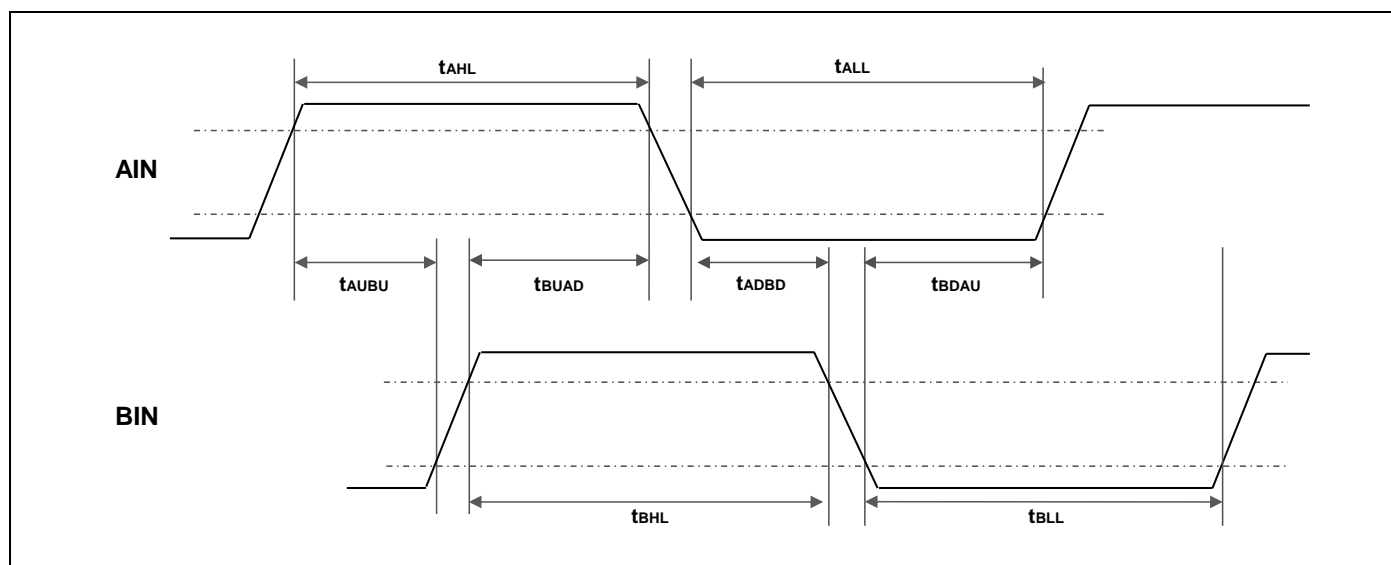 tAHL tALL
AIN
tAUBU tBUAD tADBD tBDAU
BIN
tBHL tBLL